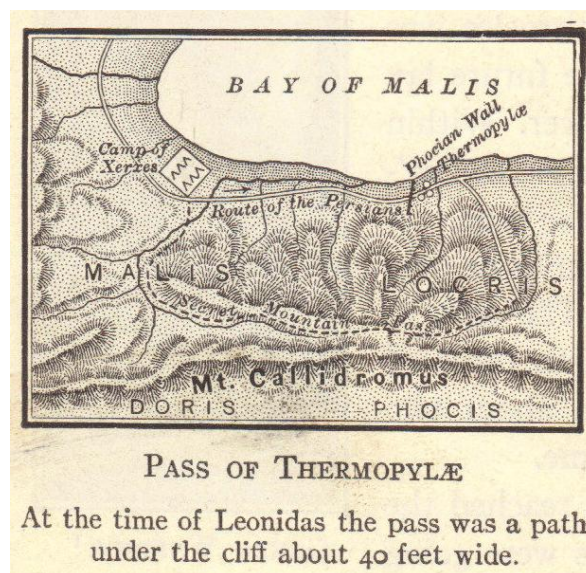 BAY OF MALIS
Camp of
Xerxes
Phocian Wall
Thermopylæ
Route of the Persians
MALIS
LOCRIS
Secret Mountain Pass
Mt. Callidromus
DORIS
PHOCIS
PASS OF THERMOPYLÆ
At the time of Leonidas the pass was a path
under the cliff about 40 feet wide.